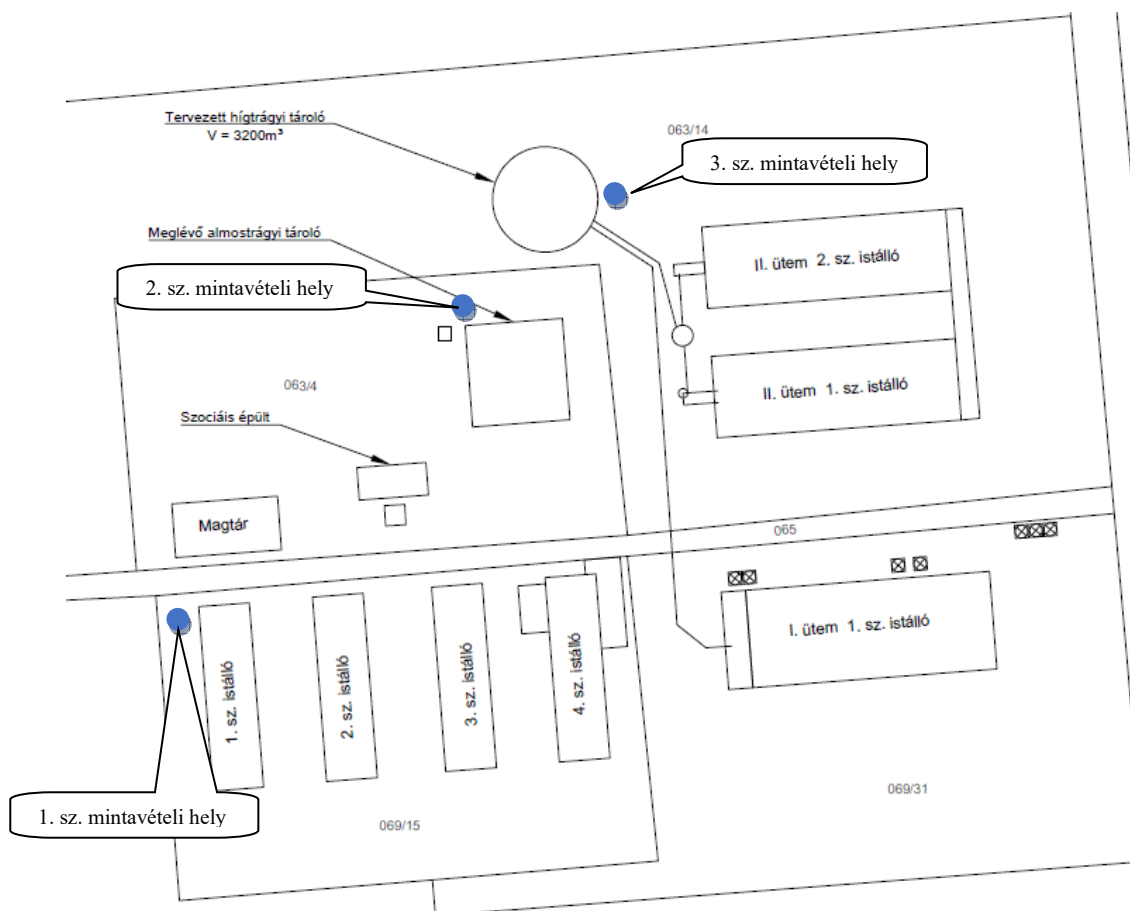 Tervezett hígtrágyi tároló
V = 3200m³
063/14
3. sz. mintavételi hely
Meglévő almostrágyi tároló
II. ütem 2. sz. istálló
2. sz. mintavételi hely
063/4
II. ütem 1. sz. istálló
Szociáis épült
Magtár
065
I. ütem 1. sz. istálló
1. sz. istálló
2. sz. istálló
3. sz. istálló
4. sz. istálló
069/31
1. sz. mintavételi hely
069/15